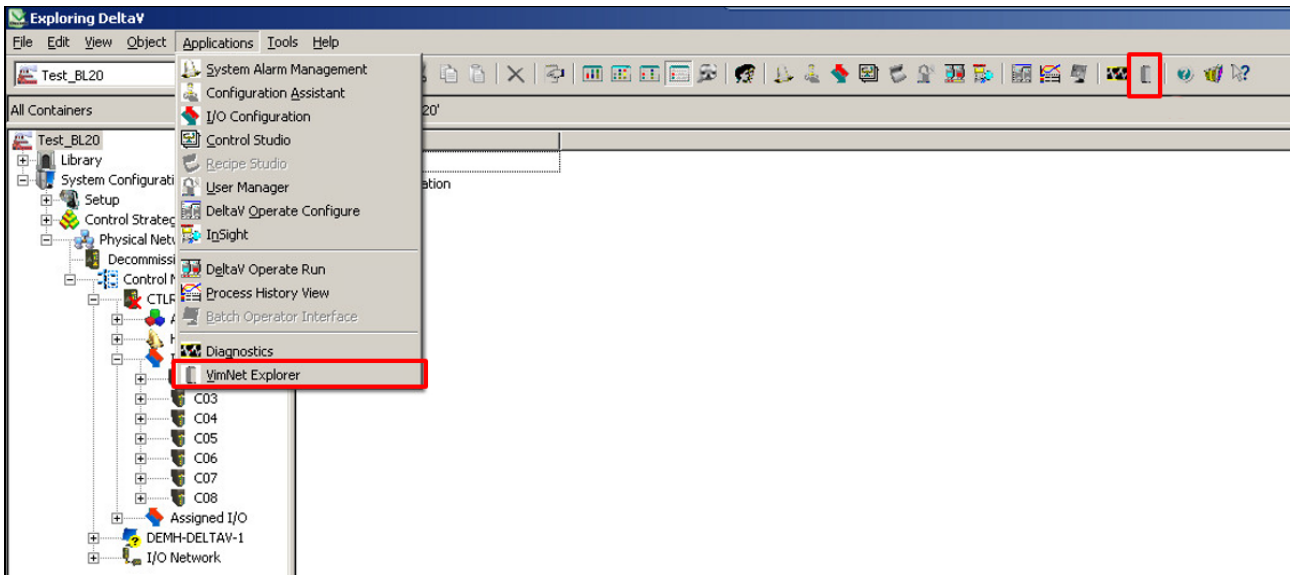 Exploring DeltaV
File Edit View Object Applications Tools Help
Test_BL20
All Containers
20'
System Alarm Management
Configuration Assistant
I/O Configuration
Control Studio
Recipe Studio
User Manager
DeltaV Operate Configure
InSight
DeltaV Operate Run
Process History View
Batch Operator Interface
Diagnostics
VimNet Explorer
ation
Test_BL20
Library
System Configurati
Setup
Control Strateg
Physical Netw
Decommissi
Control N
CTLR
C03
C04
C05
C06
C07
C08
Assigned I/O
DEMH-DELTAV-1
I/O Network